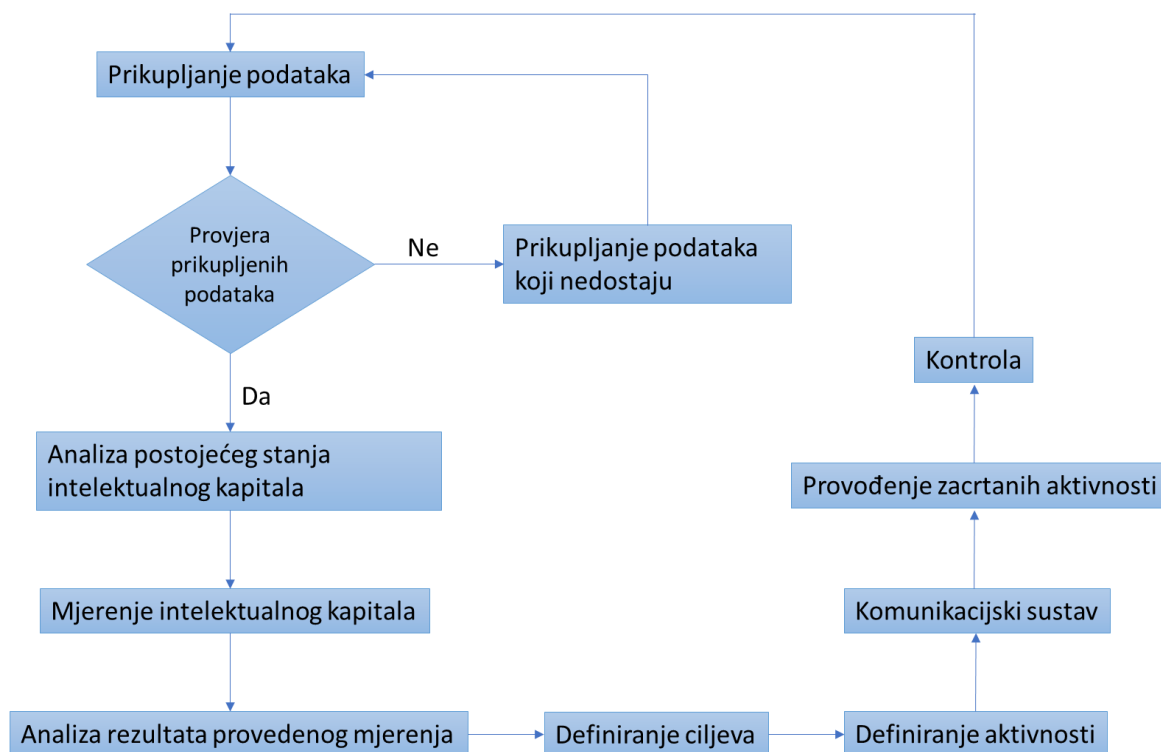 Prikupljanje podataka
Provjera
prikupljenih
podataka
Ne
Prikupljanje podataka
koji nedostaju
Da
Analiza postojećeg stanja
intelektualnog kapitala
Mjerenje intelektualnog kapitala
Analiza rezultata provedenog mjerenja
Definiranje ciljeva
Definiranje aktivnosti
Komunikacijski sustav
Provođenje zacrtanih aktivnosti
Kontrola